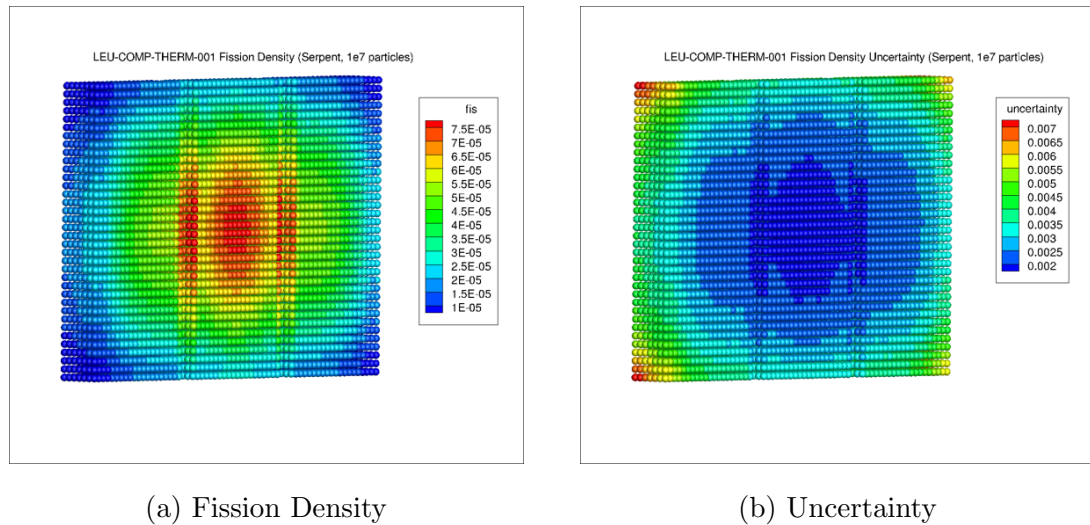 LEU-COMP-THERM-001 Fission Density (Serpent, 1e7 particles)
fis
7.5E-05
7E-05
6.5E-05
6E-05
5.5E-05
5E-05
4.5E-05
4E-05
3.5E-05
3E-05
2.5E-05
2E-05
1.5E-05
1E-05
(a) Fission Density
LEU-COMP-THERM-001 Fission Density Uncertainty (Serpent, 1e7 particles)
uncertainty
0.007
0.0065
0.006
0.0055
0.005
0.0045
0.004
0.0035
0.003
0.0025
0.002
(b) Uncertainty